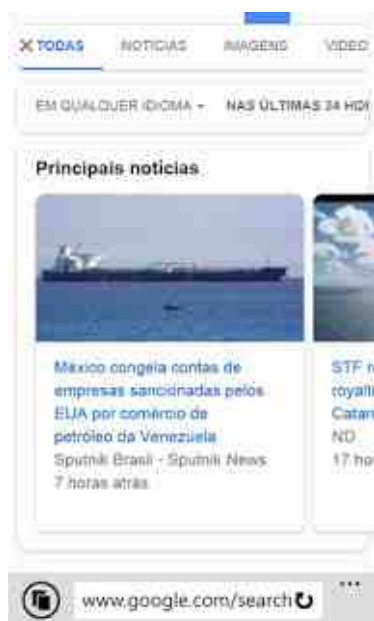 TODAS NOTÍCIAS IMAGENS VIDEO
EM QUALQUER IDIOMA NAS ÚLTIMAS 24 HO
Principais notícias
México congela contas de
empresas sancionadas pelos
EUA por comércio de
petróleo da Venezuela
Sputnik Brasil - Sputnik News
7 horas atrás
STF
royalt
Catar
ND
17 ho
www.google.com/search